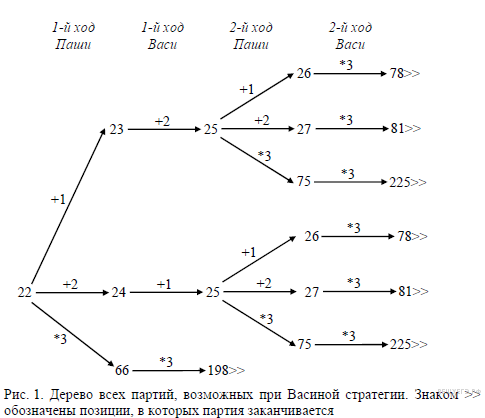 1-й ход 1-й ход 2-й ход 2-й ход
Паши Васи Паши Васи
26 *3 78>>
+1
23 +2 25 +2 27 *3 81>>
*3
75 *3 225>>
+1
26 *3 78>>
+1
22 +2 24 +1 25 +2 27 *3 81>>
*3 *3
75 *3 225>>
66 *3 198>>
Рис. 1. Дерево всех партий, возможных при Васиной стратегии. Знаком >>
обозначены позиции, в которых партия заканчивается